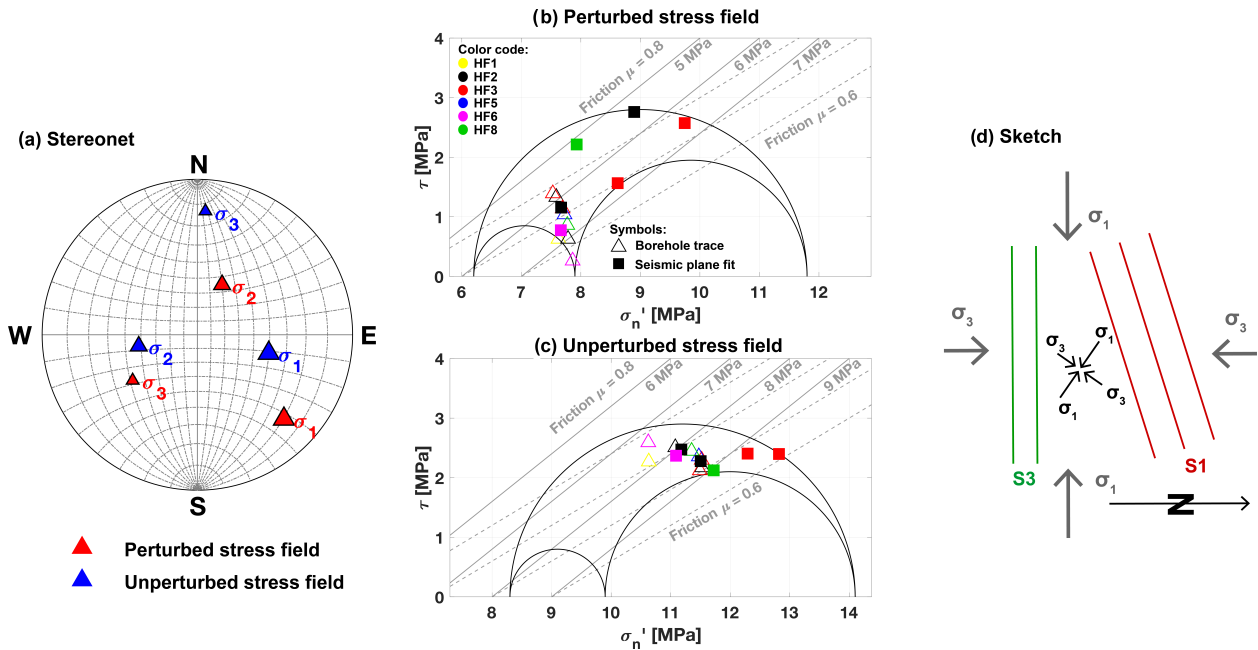 (a) Stereonet
N
W
E
S
σ3
σ2
σ2
σ1
σ3
σ1
Perturbed stress field
Unperturbed stress field
(b) Perturbed stress field
Color code:
HF1
HF2
HF3
HF5
HF6
HF8
Friction μ = 0.8
5 MPa
6 MPa
7 MPa
Friction μ = 0.6
Symbols:
Borehole trace
Seismic plane fit
τ [MPa]
4
3
2
1
0
6 7 8 9 10 11 12
σn' [MPa]
(c) Unperturbed stress field
Friction μ = 0.8
6 MPa
7 MPa
8 MPa
9 MPa
Friction μ = 0.6
τ [MPa]
4
3
2
1
0
8 9 10 11 12 13 14
σn' [MPa]
(d) Sketch
σ1
σ3
σ3
σ3
σ1
σ1
σ3
S3
S1
σ1
N